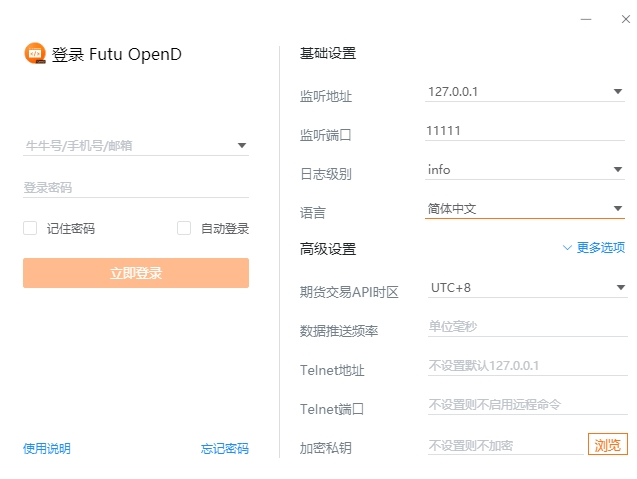 登录 Futu OpenD
牛牛号/手机号/邮箱
登录密码
记住密码 自动登录
立即登录
使用说明 忘记密码
基础设置
监听地址 127.0.0.1
监听端口 11111
日志级别 info
语言 简体中文
高级设置 更多选项
期货交易API时区 UTC+8
数据推送频率 单位毫秒
Telnet地址 不设置默认127.0.0.1
Telnet端口 不设置则不启用远程命令
加密私钥 不设置则不加密 浏览